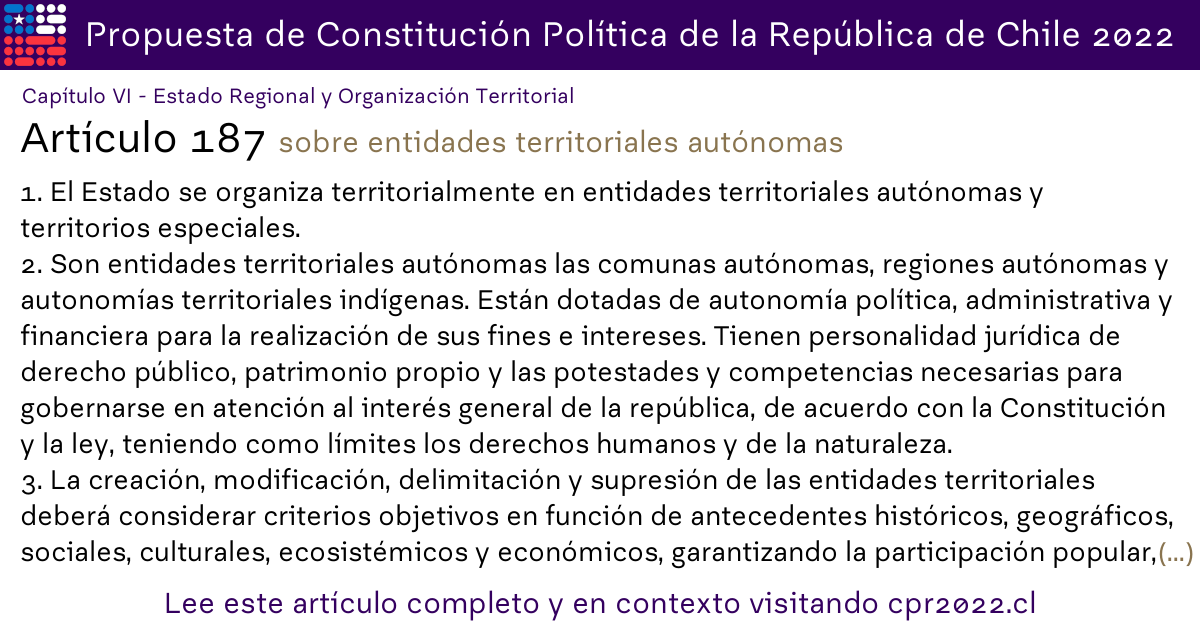 Propuesta de Constitución Política de la República de Chile 2022
Capítulo VI - Estado Regional y Organización Territorial
Artículo 187 sobre entidades territoriales autónomas
1. El Estado se organiza territorialmente en entidades territoriales autónomas y
territorios especiales.
2. Son entidades territoriales autónomas las comunas autónomas, regiones autónomas y
autonomías territoriales indígenas. Están dotadas de autonomía política, administrativa y
financiera para la realización de sus fines e intereses. Tienen personalidad jurídica de
derecho público, patrimonio propio y las potestades y competencias necesarias para
gobernarse en atención al interés general de la república, de acuerdo con la Constitución
y la ley, teniendo como límites los derechos humanos y de la naturaleza.
3. La creación, modificación, delimitación y supresión de las entidades territoriales
deberá considerar criterios objetivos en función de antecedentes históricos, geográficos,
sociales, culturales, ecosistémicos y económicos, garantizando la participación popular,(...)
Lee este artículo completo y en contexto visitando cpr2022.cl